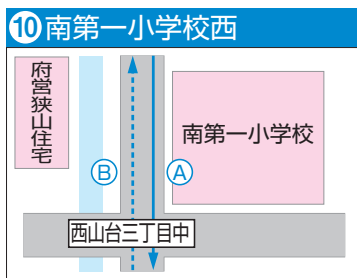 ⑩南第一小学校西
府営狭山住宅
南第一小学校
Ⓑ
Ⓐ
西山台三丁目中